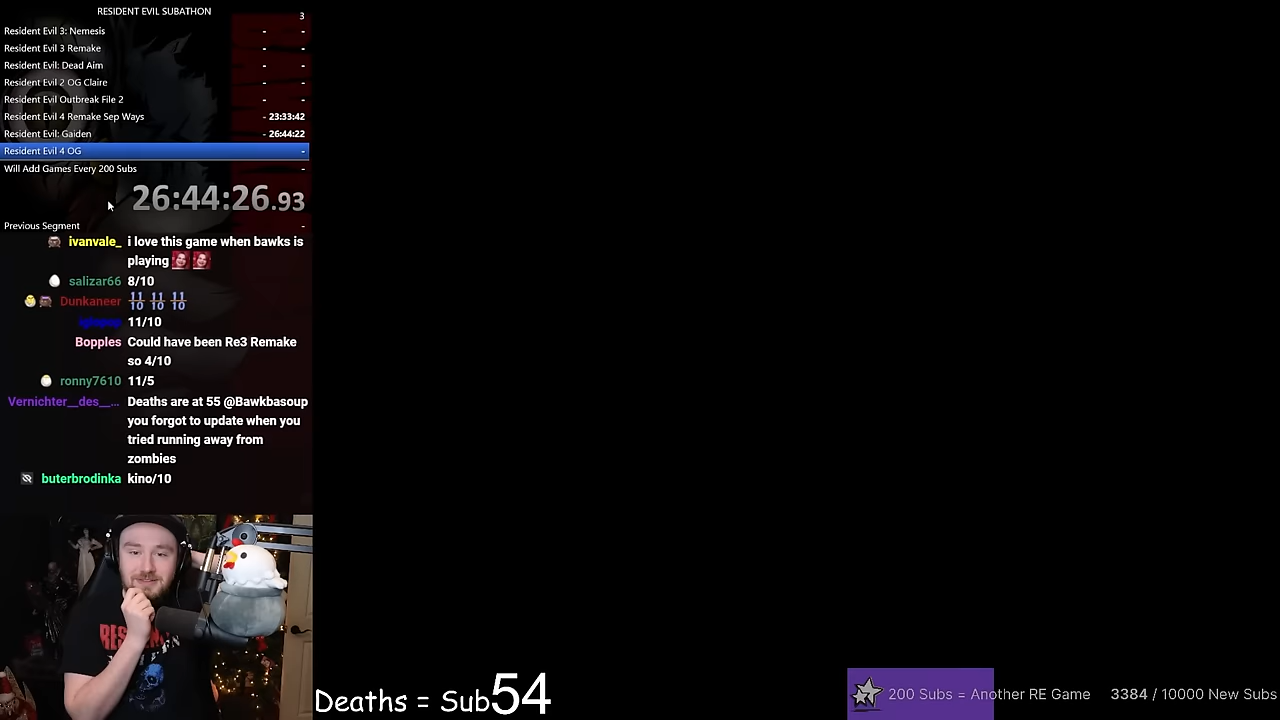 RESIDENT EVIL SUBATHON
3
Resident Evil 3: Nemesis - -
Resident Evil 3 Remake - -
Resident Evil: Dead Aim - -
Resident Evil 2 OG Claire - -
Resident Evil Outbreak File 2 - -
Resident Evil 4 Remake Sep Ways - 23:33:42
Resident Evil: Gaiden - 26:44:22
Resident Evil 4 OG -
Will Add Games Every 200 Subs -
26:44:26.93
Previous Segment -
ivanvale_ i love this game when bawks is
playing
salizar66 8/10
Dunkaneer 11/10 11/10 11/10
11/10
Bopples Could have been Re3 Remake
so 4/10
ronny7610 11/5
Vernichter__des__... Deaths are at 55 @Bawkbasoup
you forgot to update when you
tried running away from
zombies
buterbrodinka kino/10
Deaths = Sub54
200 Subs = Another RE Game 3384 / 10000 New Subs